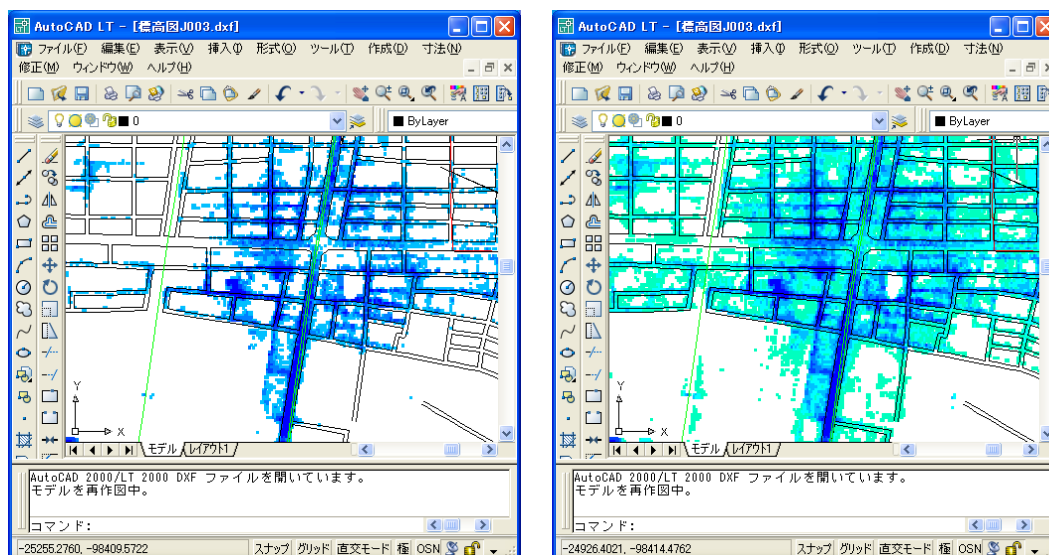 AutoCAD LT - [標高図J003.dxf]
ファイル(F) 編集(E) 表示(V) 挿入(I) 形式(O) ツール(T) 作成(D) 寸法(N)
修正(M) ウィンドウ(W) ヘルプ(H)
0 ByLayer
Y
X
モデル レイアウト1
AutoCAD 2000/LT 2000 DXF ファイルを開いています。
モデルを再作図中。
コマンド:
-25255.2760, -98409.5722 スナップ グリッド 直交モード 極 OSN
AutoCAD LT - [標高図J003.dxf]
ファイル(F) 編集(E) 表示(V) 挿入(I) 形式(O) ツール(T) 作成(D) 寸法(N)
修正(M) ウィンドウ(W) ヘルプ(H)
0 ByLayer
Y
X
モデル レイアウト1
AutoCAD 2000/LT 2000 DXF ファイルを開いています。
モデルを再作図中。
コマンド:
-24926.4021, -98414.4762 スナップ グリッド 直交モード 極 OSN